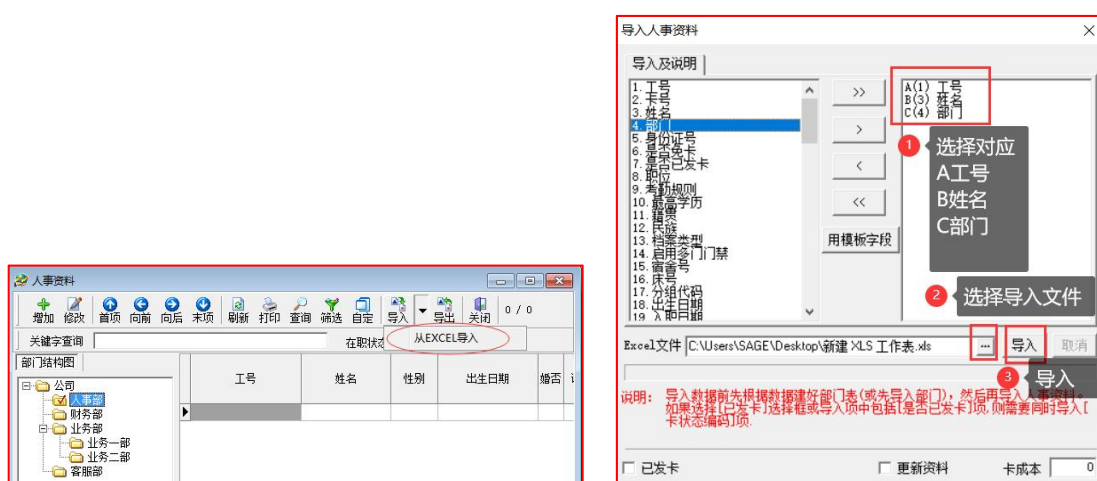 人事资料
增加 修改 首项 向前 向后 末项 刷新 打印 查询 筛选 自定 导入 导出 关闭 0 / 0
关键字查询 在职状态
从EXCEL导入
部门结构图
工号 姓名 性别 出生日期 婚否
公司
人事部
财务部
业务部
业务一部
业务二部
客服部
导入人事资料
导入及说明
1.工号
2.卡号
3.姓名
4.部门
5.身份证号
6.是否免卡
7.是否已发卡
8.职位
9.考勤规则
10.最高学历
11.籍贯
12.民族
13.档案类型
14.启用多门门禁
15.宿舍号
16.床号
17.分组代码
18.出生日期
19.入职日期
>>
>
<
<<
用模板字段
A(1) 工号
B(3) 姓名
C(4) 部门
1 选择对应
A工号
B姓名
C部门
2 选择导入文件
Excel文件 C:\Users\SAGE\Desktop\新建 XLS 工作表.xls ... 导入 取消
3 导入
说明: 导入数据前先根据数据建好部门表(或先导入部门), 然后再导入人事资料。
如果选择[已发卡]选择框或导入项中包括[是否已发卡]项,则需要同时导入[
卡状态编码]项.
已发卡 更新资料 卡成本 0